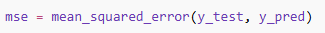 mse = mean_squared_error(y_test, y_pred)